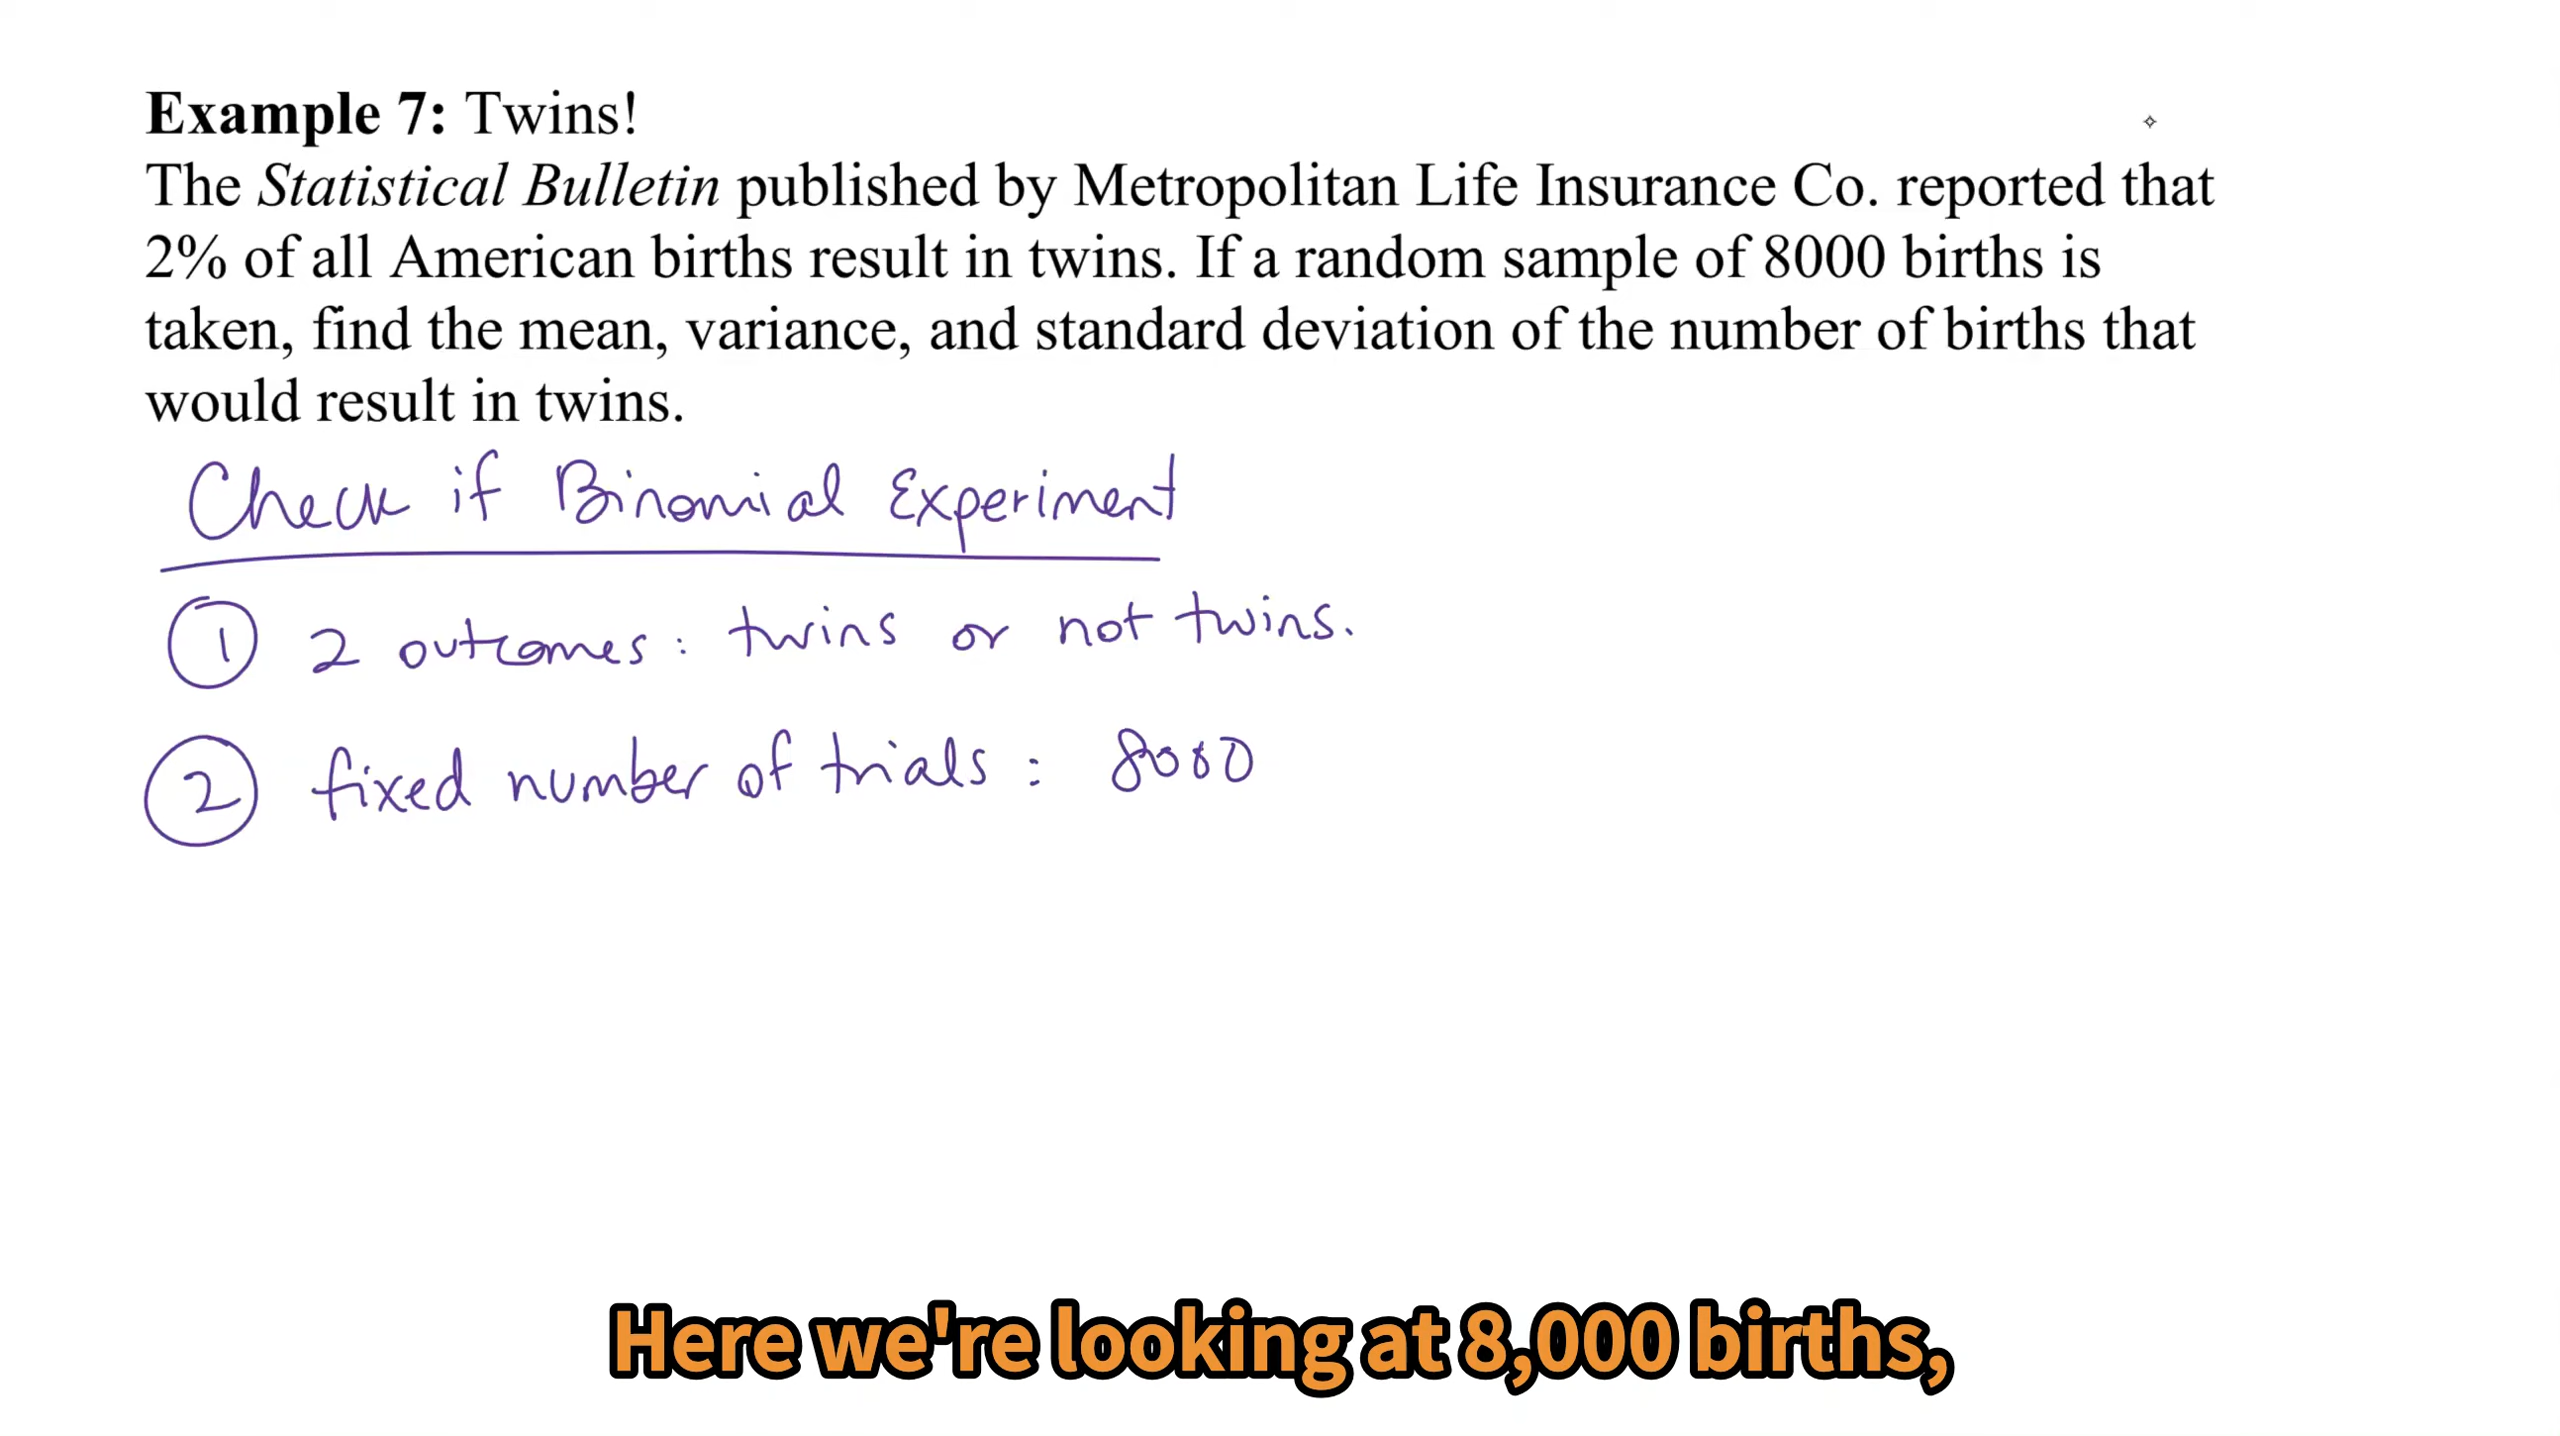 Example 7: Twins!
The Statistical Bulletin published by Metropolitan Life Insurance Co. reported that
2% of all American births result in twins. If a random sample of 8000 births is
taken, find the mean, variance, and standard deviation of the number of births that
would result in twins.
Check if Binomial Experiment
1 2 outcomes: twins or not twins.
2 fixed number of trials: 8000
Here we're looking at 8,000 births,